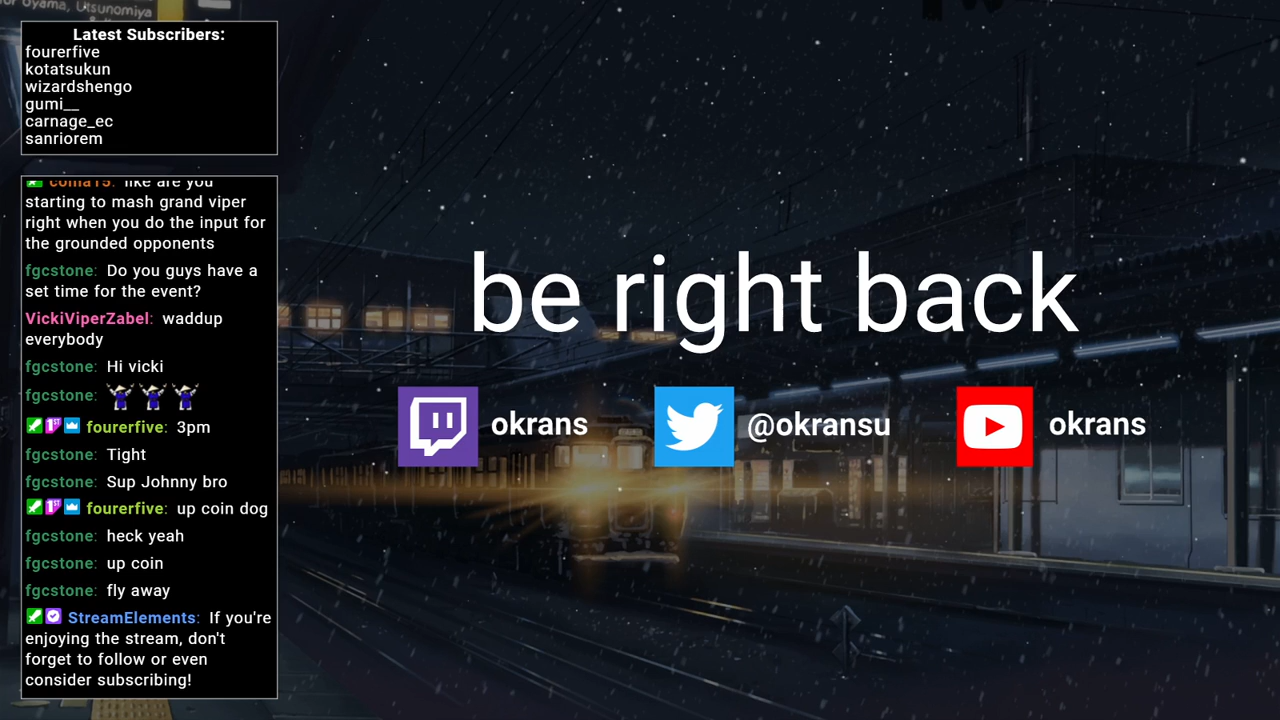 Oyama, Utsunomiya
Latest Subscribers:
fourerfive
kotatsukun
wizardshengo
gumi__
carnage_ec
sanriorem
like are you
starting to mash grand viper
right when you do the input for
the grounded opponents
fgcstone: Do you guys have a
set time for the event?
VickiViperZabel: waddup
everybody
fgcstone: Hi vicki
fgcstone:
fourerfive: 3pm
fgcstone: Tight
fgcstone: Sup Johnny bro
fourerfive: up coin dog
fgcstone: heck yeah
fgcstone: up coin
fgcstone: fly away
StreamElements: If you're
enjoying the stream, don't
forget to follow or even
consider subscribing!
be right back
okrans
@okransu
okrans